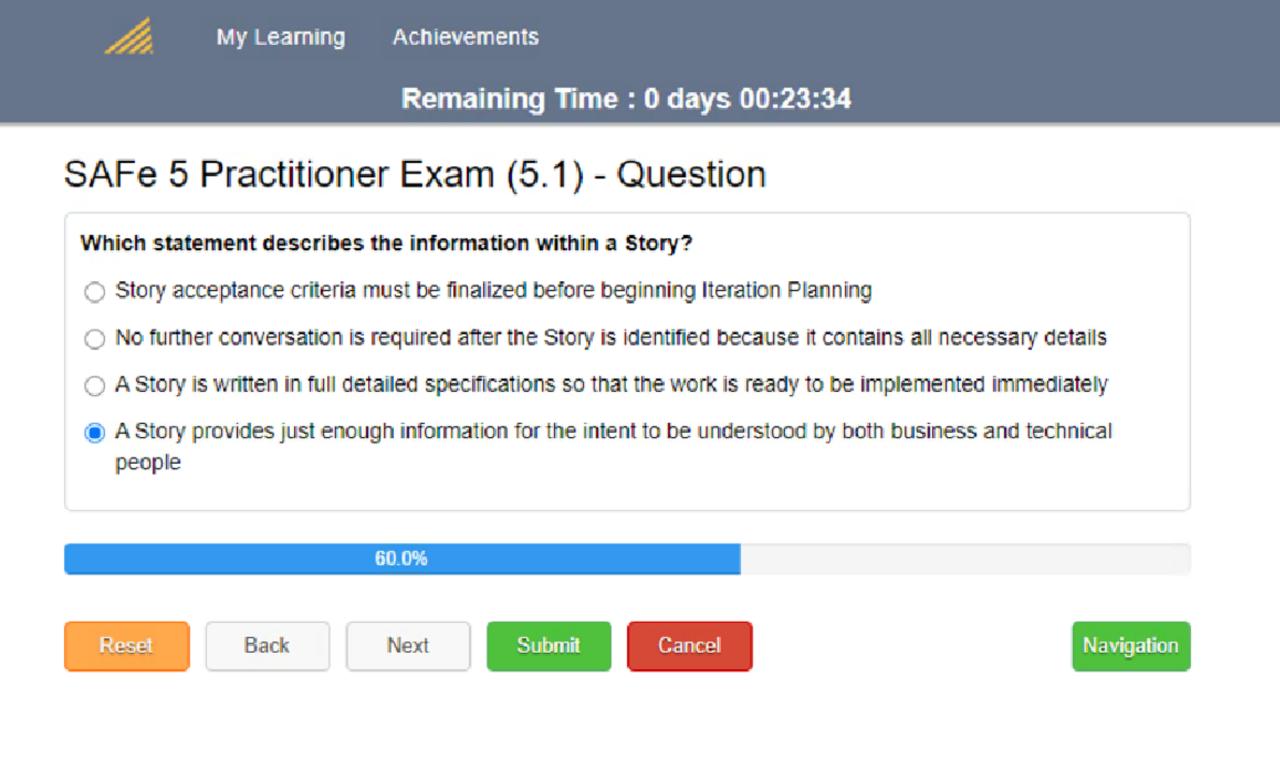 My Learning Achievements
Remaining Time : 0 days 00:23:34
SAFe 5 Practitioner Exam (5.1) - Question
Which statement describes the information within a Story?
Story acceptance criteria must be finalized before beginning Iteration Planning
No further conversation is required after the Story is identified because it contains all necessary details
A Story is written in full detailed specifications so that the work is ready to be implemented immediately
A Story provides just enough information for the intent to be understood by both business and technical
people
60.0%
Reset Back Next Submit Cancel Navigation